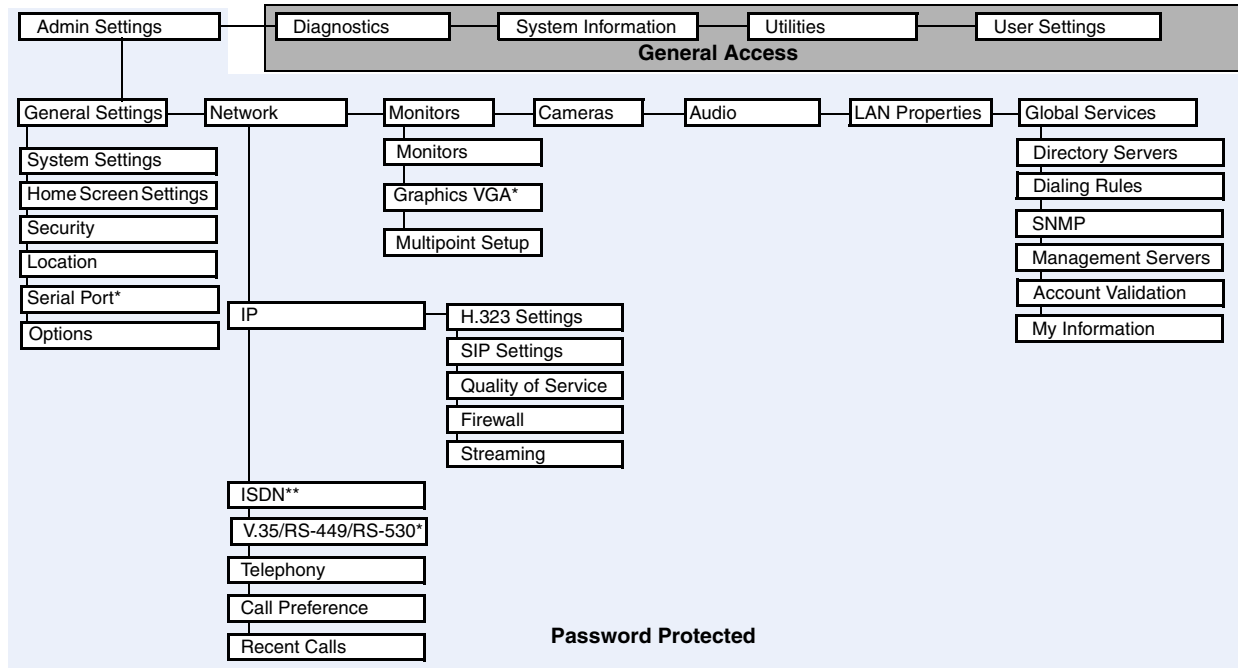 Admin Settings
Diagnostics
System Information
Utilities
User Settings
General Access
General Settings
Network
Monitors
Cameras
Audio
LAN Properties
Global Services
System Settings
Home Screen Settings
Security
Location
Serial Port*
Options
Monitors
Graphics VGA*
Multipoint Setup
Directory Servers
Dialing Rules
SNMP
Management Servers
Account Validation
My Information
IP
H.323 Settings
SIP Settings
Quality of Service
Firewall
Streaming
ISDN**
V.35/RS-449/RS-530*
Telephony
Call Preference
Recent Calls
Password Protected